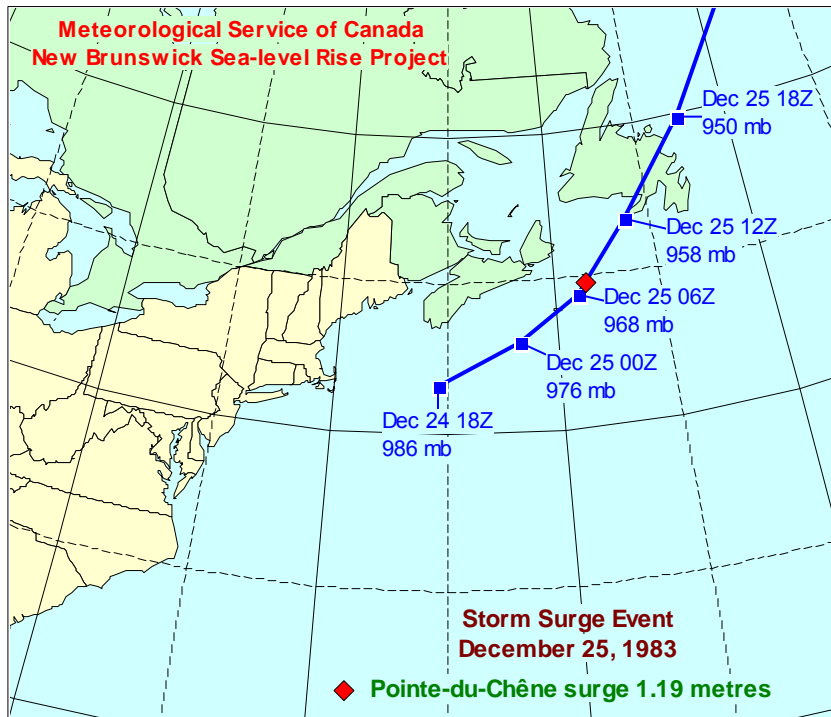 Meteorological Service of Canada
New Brunswick Sea-level Rise Project
Dec 25 18Z
950 mb
Dec 25 12Z
958 mb
Dec 25 06Z
968 mb
Dec 25 00Z
976 mb
Dec 24 18Z
986 mb
Storm Surge Event
December 25, 1983
Pointe-du-Chêne surge 1.19 metres